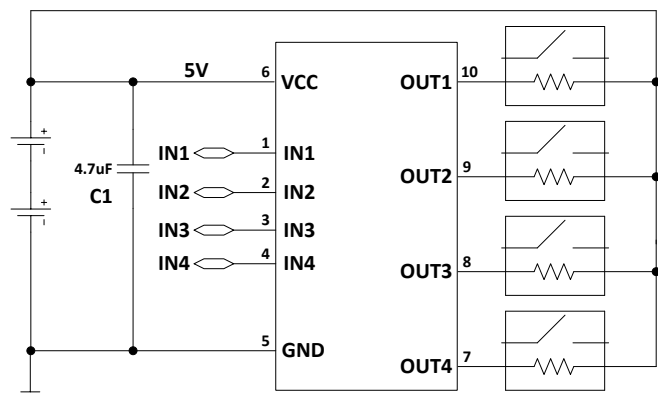 5V 6 VCC OUT1 10
+
-
IN1 1 IN1
4.7uF
C1
IN2 2 IN2 OUT2 9
+
-
IN3 3 IN3
IN4 4 IN4 OUT3 8
5 GND OUT4 7